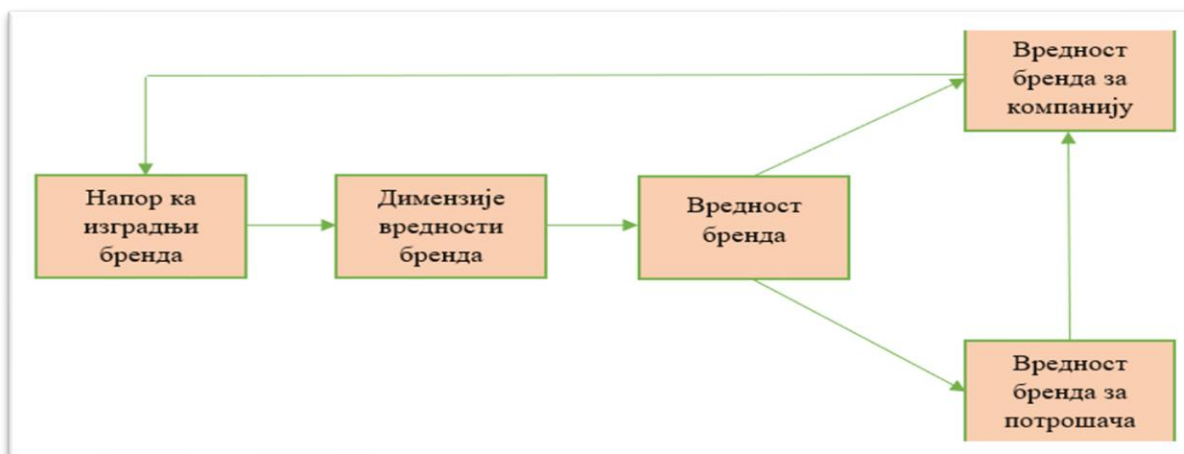 Вредност
бренда за
компанију
Напор ка
изградњи
бренда
Димензије
вредности
бренда
Вредност
бренда
Вредност
бренда за
потрошача